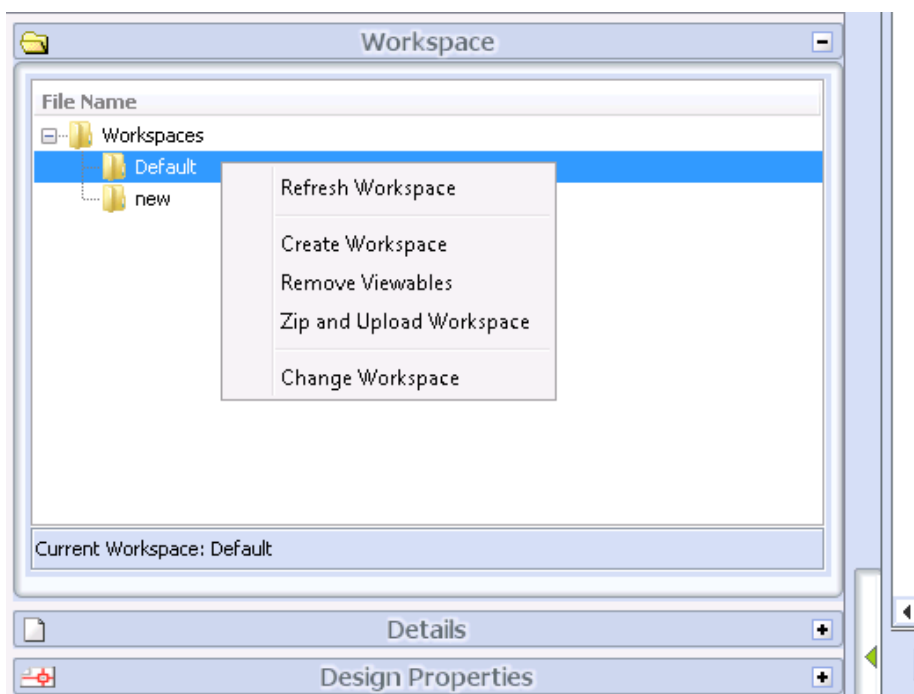 Workspace
File Name
Workspaces
Default
new
Refresh Workspace
Create Workspace
Remove Viewables
Zip and Upload Workspace
Change Workspace
Current Workspace: Default
Details
Design Properties